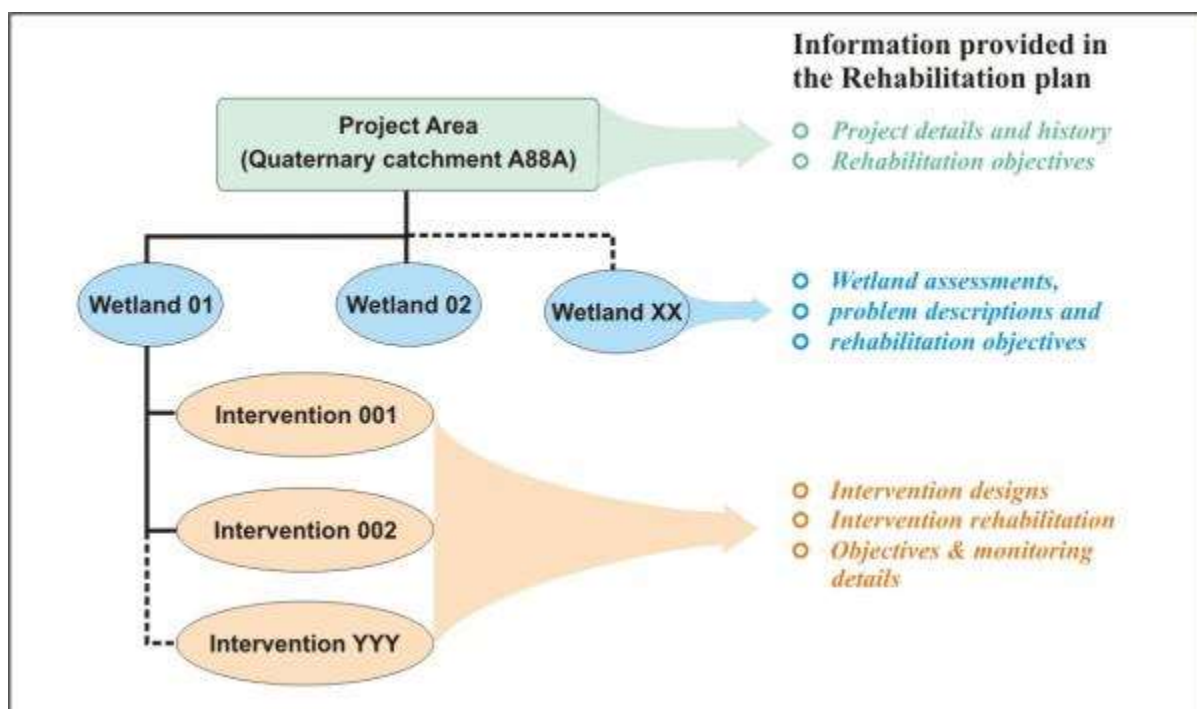 Information provided in
the Rehabilitation plan
Project Area
(Quaternary catchment A88A)
Project details and history
Rehabilitation objectives
Wetland 01
Wetland 02
Wetland XX
Wetland assessments,
problem descriptions and
rehabilitation objectives
Intervention 001
Intervention 002
Intervention YYY
Intervention designs
Intervention rehabilitation
Objectives & monitoring
details